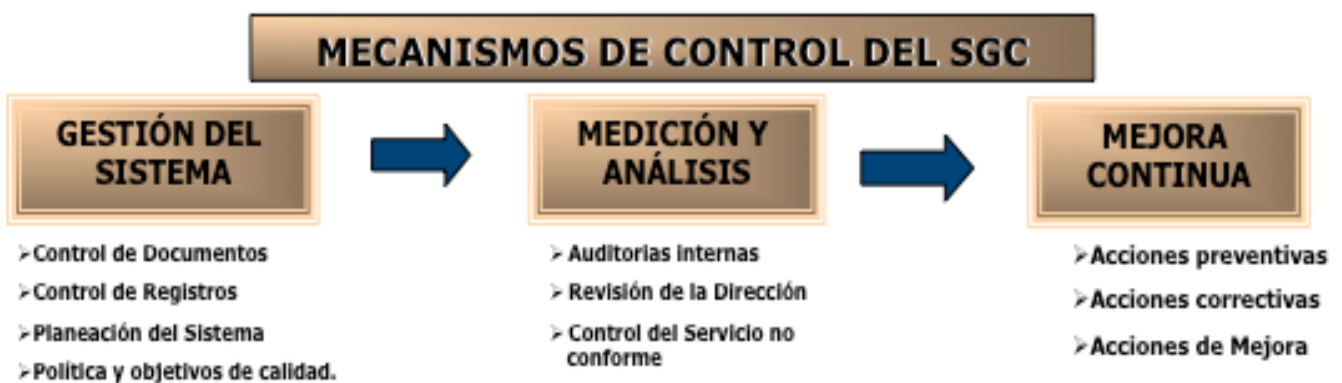 MECANISMOS DE CONTROL DEL SGC
GESTIÓN DEL
SISTEMA
➢Control de Documentos
➢Control de Registros
➢Planeación del Sistema
➢Política y objetivos de calidad.
MEDICIÓN Y
ANÁLISIS
➢Auditorias internas
➢Revisión de la Dirección
➢Control del Servicio no
conforme
MEJORA
CONTINUA
➢Acciones preventivas
➢Acciones correctivas
➢Acciones de Mejora